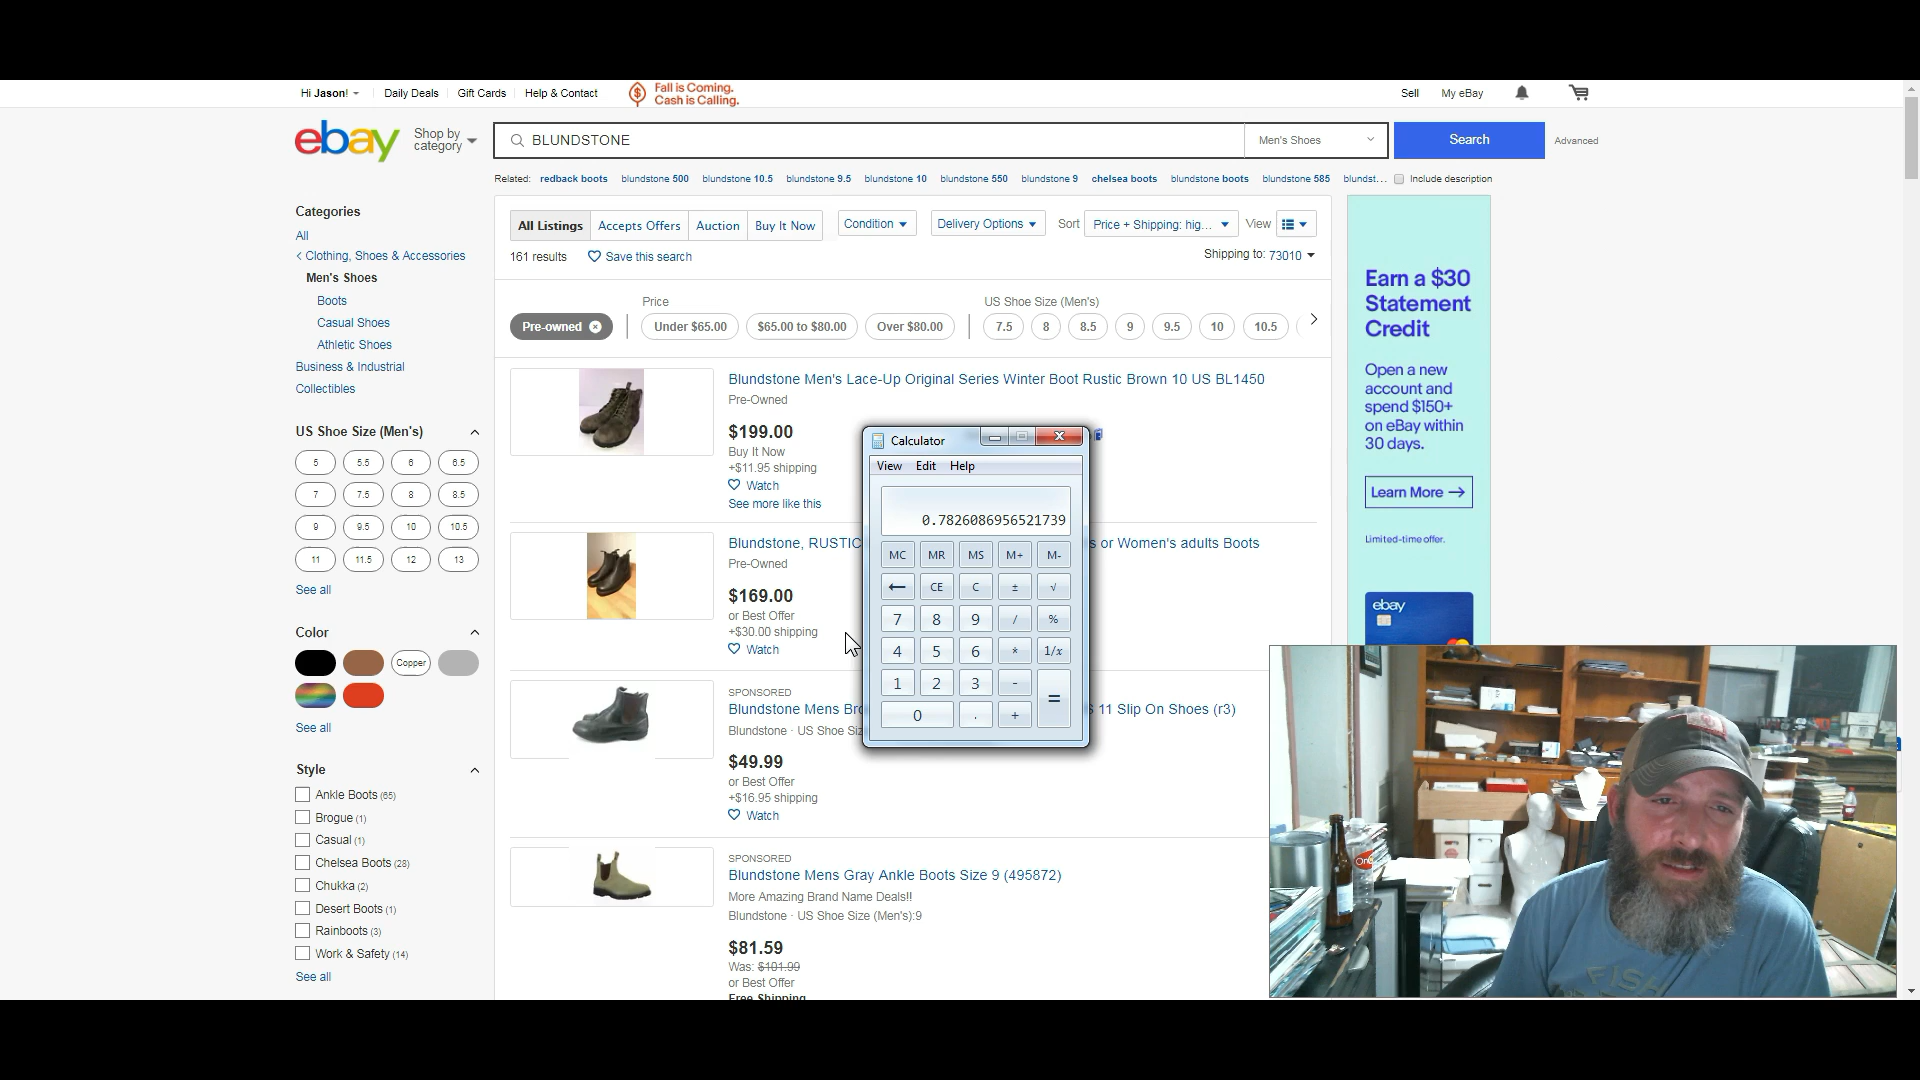 Hi Jason!
Daily Deals
Gift Cards
Help & Contact
Fall is Coming.
Cash is Calling.
Sell
My eBay
ebay
Shop by
category
BLUNDSTONE
Men's Shoes
Search
Advanced
Related: redback boots blundstone 500 blundstone 10.5 blundstone 9.5 blundstone 10 blundstone 550 blundstone 9 chelsea boots blundstone boots blundstone 585 blundst... Include description
Categories
All
< Clothing, Shoes & Accessories
Men's Shoes
Boots
Casual Shoes
Athletic Shoes
Business & Industrial
Collectibles
US Shoe Size (Men's)
5 5.5 6 6.5
7 7.5 8 8.5
9 9.5 10 10.5
11 11.5 12 13
See all
Color
Copper
See all
Style
Ankle Boots (65)
Brogue (1)
Casual (1)
Chelsea Boots (28)
Chukka (2)
Desert Boots (1)
Rainboots (3)
Work & Safety (14)
See all
All Listings Accepts Offers Auction Buy It Now Condition Delivery Options Sort Price + Shipping: hig... View
161 results Save this search Shipping to: 73010
Price
US Shoe Size (Men's)
Pre-owned Under $65.00 $65.00 to $80.00 Over $80.00 7.5 8 8.5 9 9.5 10 10.5
Blundstone Men's Lace-Up Original Series Winter Boot Rustic Brown 10 US BL1450
Pre-Owned
$199.00
Buy It Now
+$11.95 shipping
Watch
See more like this
Blundstone, RUSTIC
s or Women's adults Boots
Pre-Owned
$169.00
or Best Offer
+$30.00 shipping
Watch
SPONSORED
Blundstone Mens Bro
11 Slip On Shoes (r3)
Blundstone · US Shoe Siz
$49.99
or Best Offer
+$16.95 shipping
Watch
SPONSORED
Blundstone Mens Gray Ankle Boots Size 9 (495872)
More Amazing Brand Name Deals!!
Blundstone · US Shoe Size (Men's):9
$81.59
Was: $101.99
or Best Offer
Free Shipping
Calculator
View Edit Help
0.7826086956521739
MC MR MS M+ M-
← CE C ± √
7 8 9 / %
4 5 6 * 1/x
1 2 3 - =
0 . +
Earn a $30
Statement
Credit
Open a new
account and
spend $150+
on eBay within
30 days.
Learn More →
Limited-time offer.
ebay
FISH